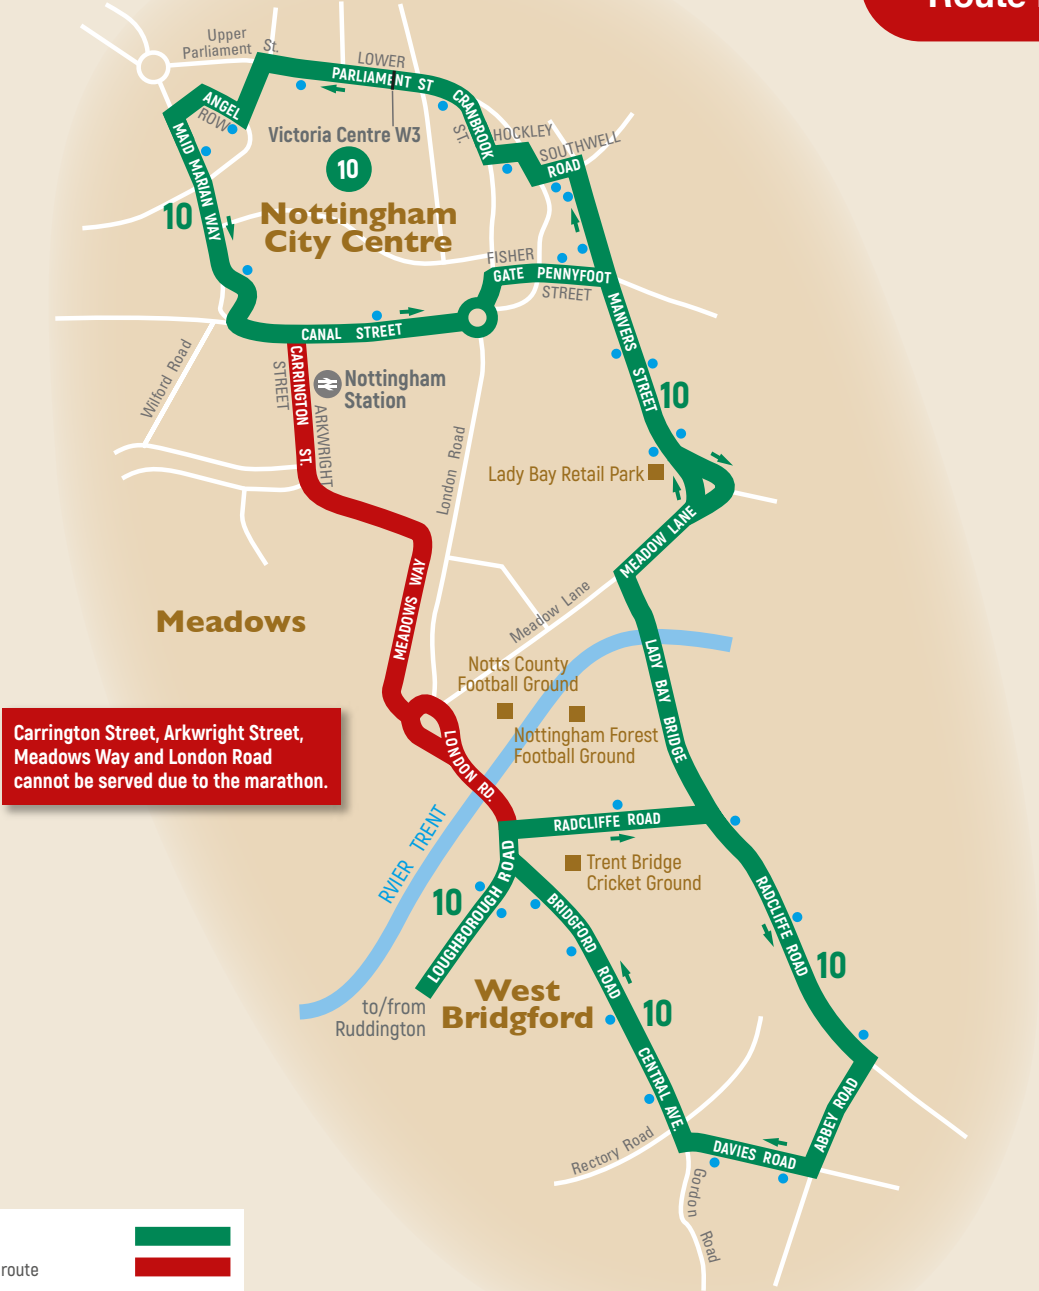 Route
Upper
Parliament St.
LOWER
PARLIAMENT ST
CRANBROOK
ST.
HOCKLEY
SOUTHWELL
ROAD
ANGEL
ROW
Victoria Centre W3
10
MAID MARIAN WAY
10
Nottingham
City Centre
FISHER
GATE PENNYFOOT
STREET
MANVERS STREET
CANAL STREET
Wilford Road
CARRINGTON ST.
STREET
ARKWRIGHT
Nottingham
Station
10
London Road
Lady Bay Retail Park
MEADOW LANE
MEADOWS WAY
Meadow Lane
Meadows
LADY BAY BRIDGE
Notts County
Football Ground
Nottingham Forest
Football Ground
Carrington Street, Arkwright Street,
Meadows Way and London Road
cannot be served due to the marathon.
LONDON RD.
RVIER TRENT
RADCLIFFE ROAD
Trent Bridge
Cricket Ground
LOUGHBOROUGH ROAD
10
BRIDGFORD ROAD
RADCLIFFE ROAD
10
West
Bridgford
to/from
Ruddington
10
CENTRAL AVE.
ABBEY ROAD
DAVIES ROAD
Rectory Road
Gordon Road
route